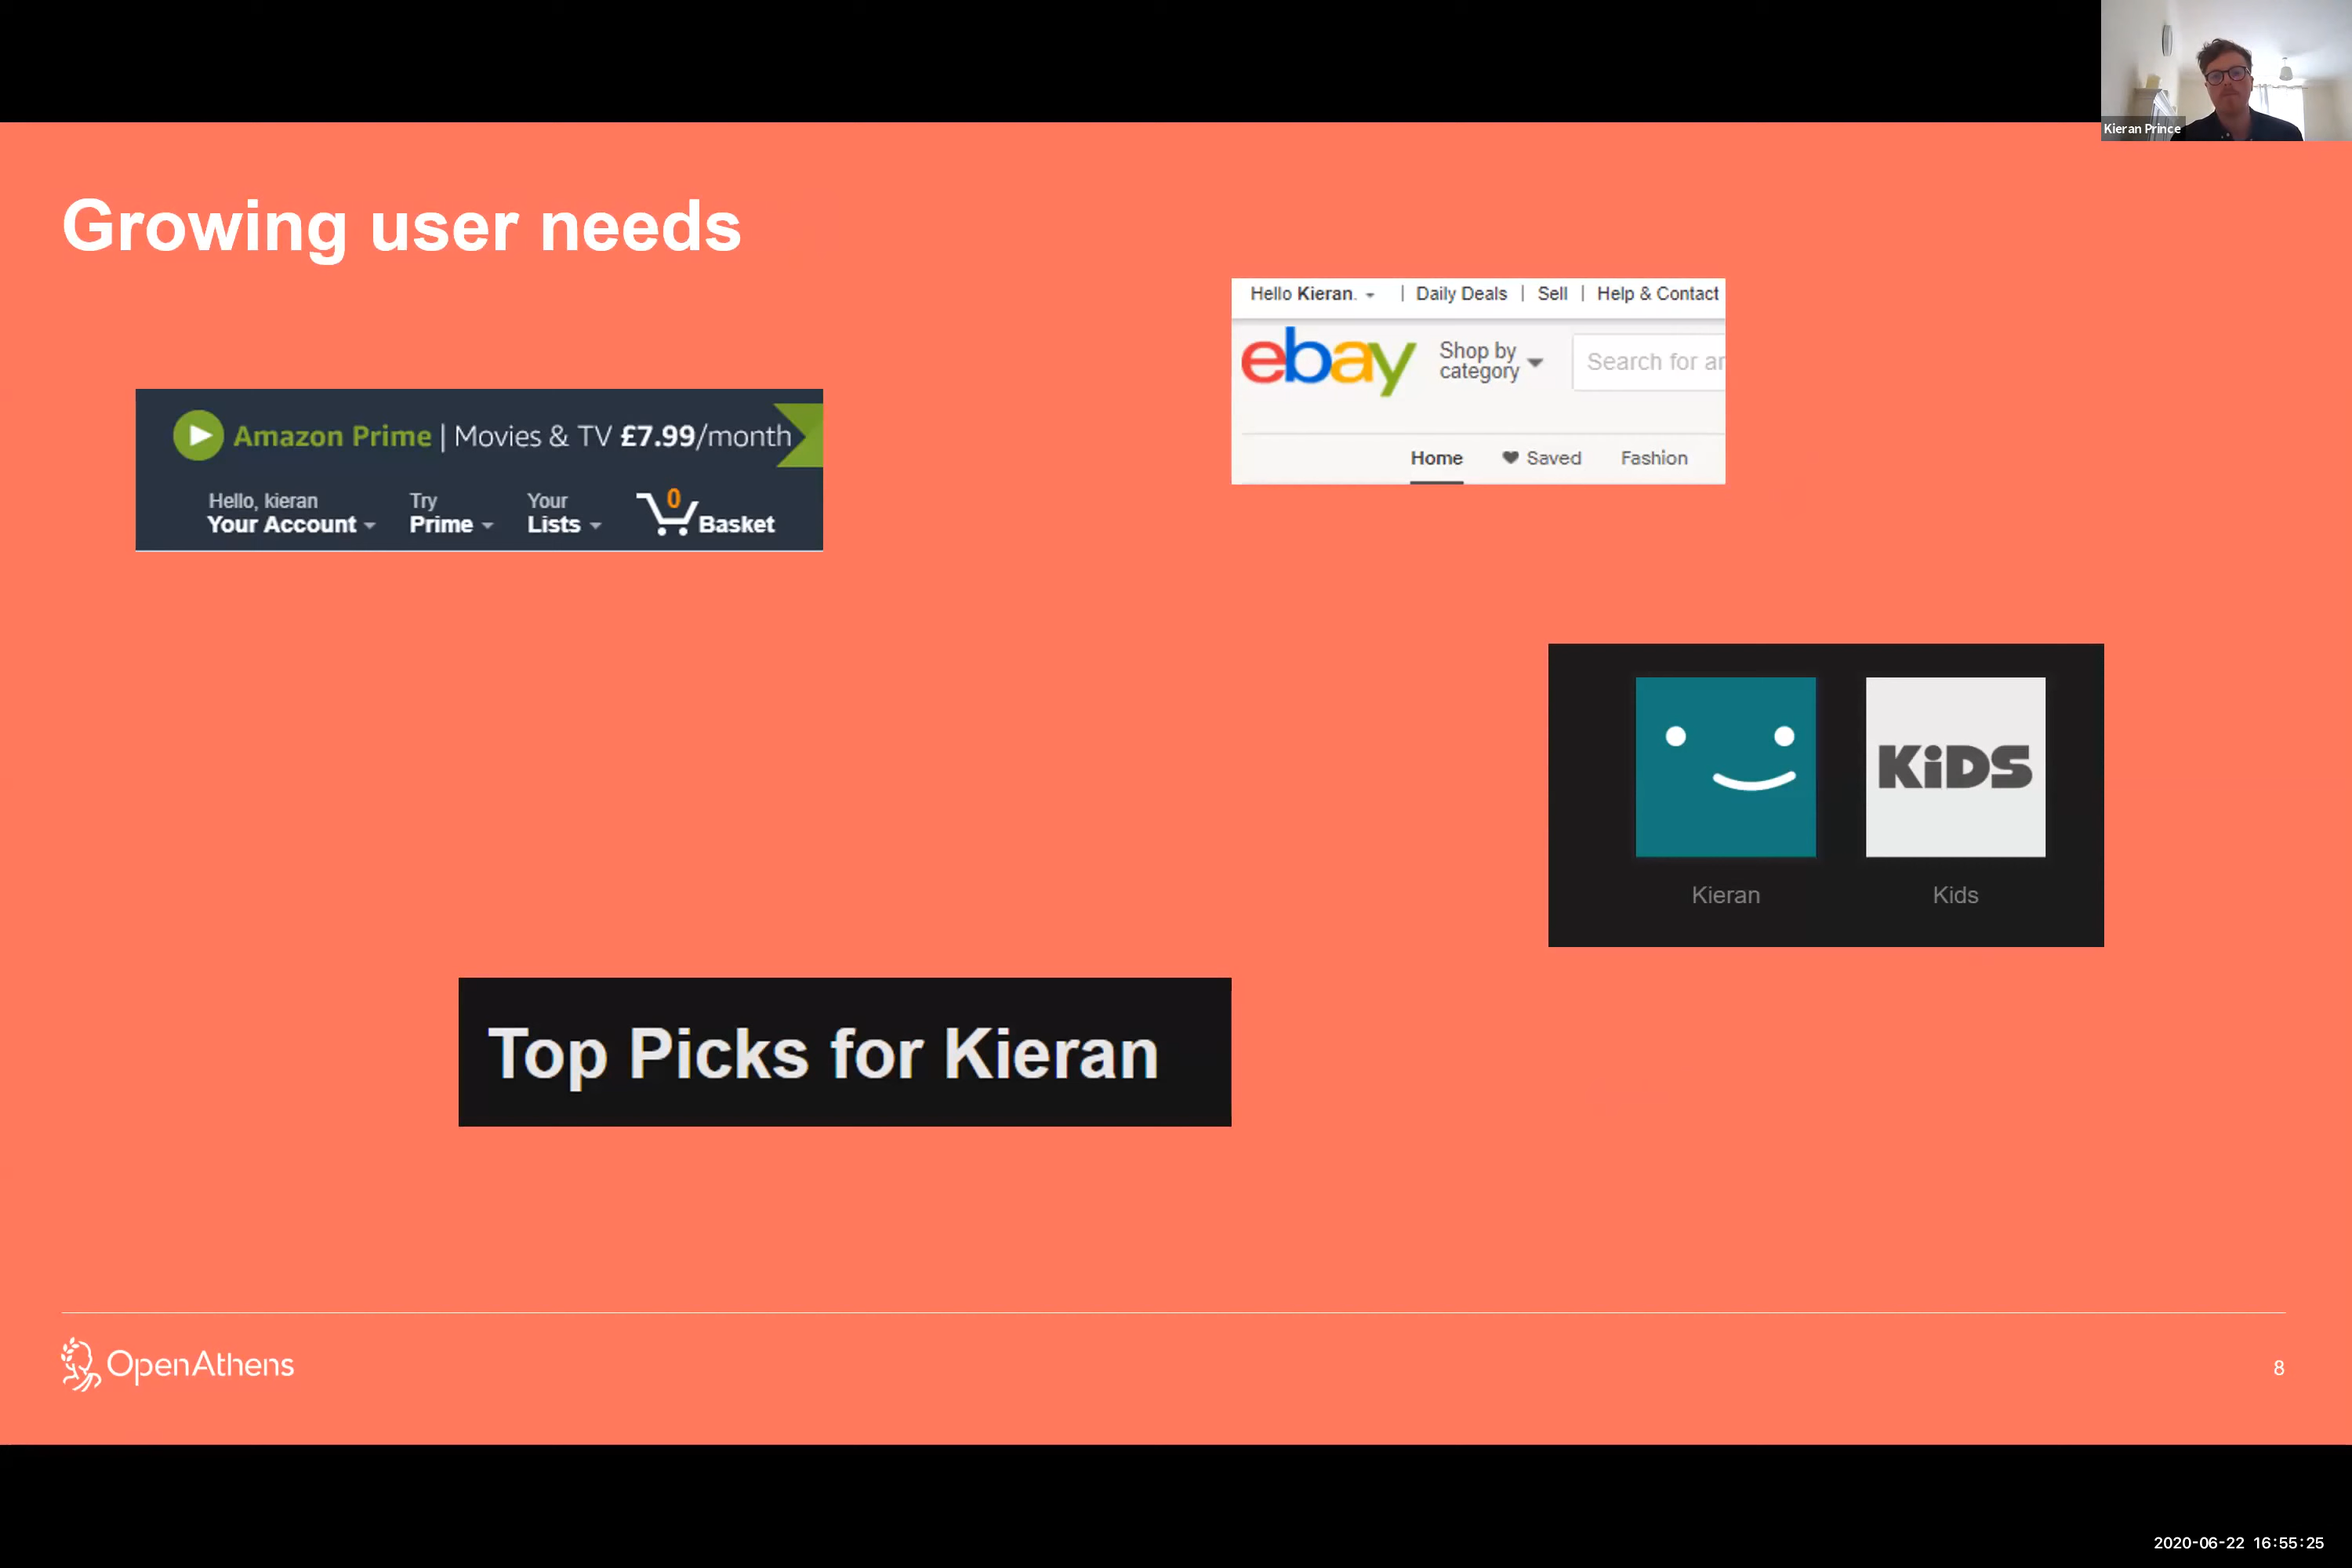 Kieran Prince
Growing user needs
Hello Kieran. | Daily Deals | Sell | Help & Contact
ebay
Shop by
category
Search for ar
Home Saved Fashion
Amazon Prime | Movies & TV £7.99/month
Hello, kieran Try Your 0
Your Account Prime Lists Basket
KiDS
Kieran Kids
Top Picks for Kieran
OpenAthens
8
2020-06-22 16:55:25